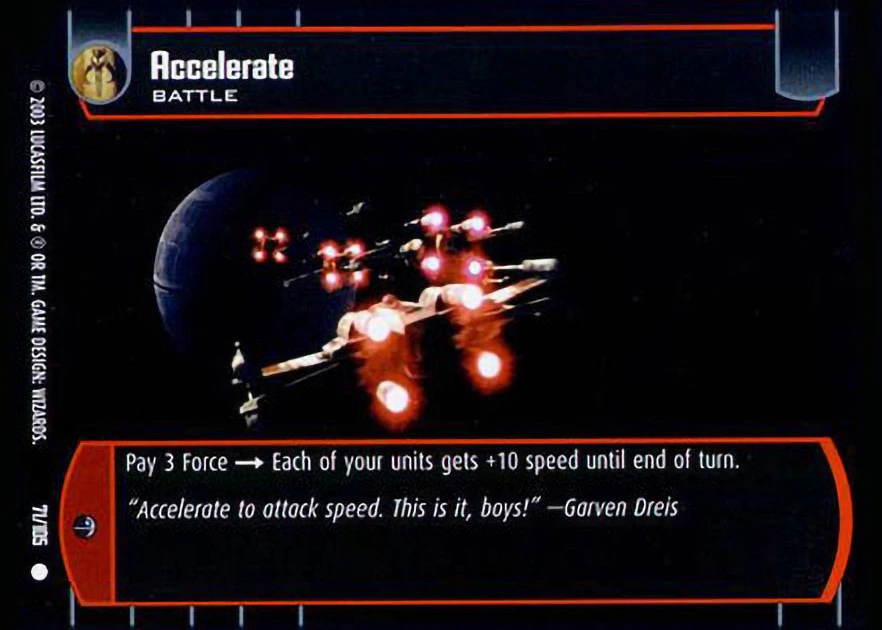 Accelerate
BATTLE
Pay 3 Force → Each of your units gets +10 speed until end of turn.
“Accelerate to attack speed. This is it, boys!” —Garven Dreis
© 2003 LUCASFILM LTD. & ® OR TM. GAME DESIGN: WIZARDS.
71/105